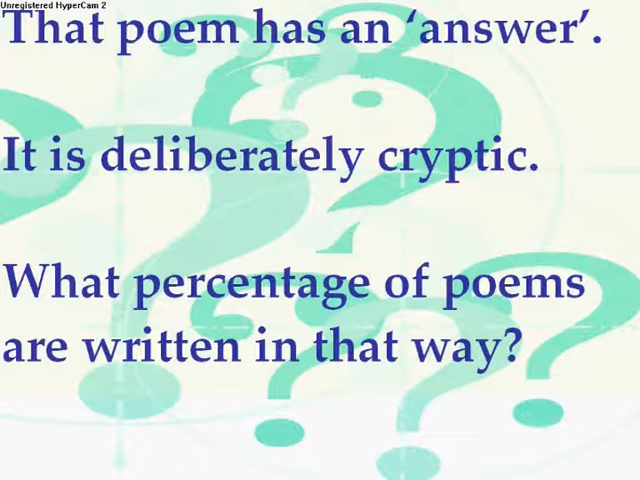 Unregistered HyperCam 2
That poem has an ‘answer’.
It is deliberately cryptic.
What percentage of poems
are written in that way?